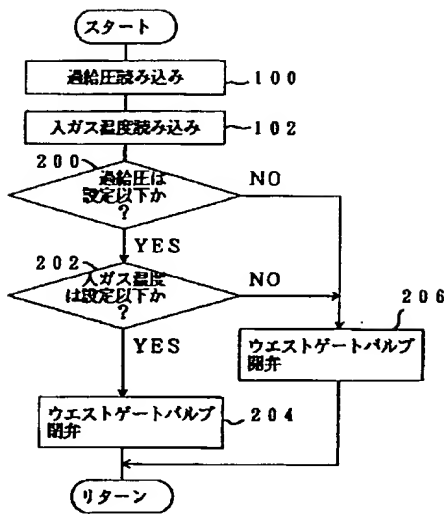 スタート
過給圧読み込み
100
入ガス温度読み込み
102
200
過給圧は
設定以下か
?
NO
YES
202
入ガス温度
は設定以下か
?
NO
YES
206
ウエストゲートバルブ
開弁
ウエストゲートバルブ
閉弁
204
リターン